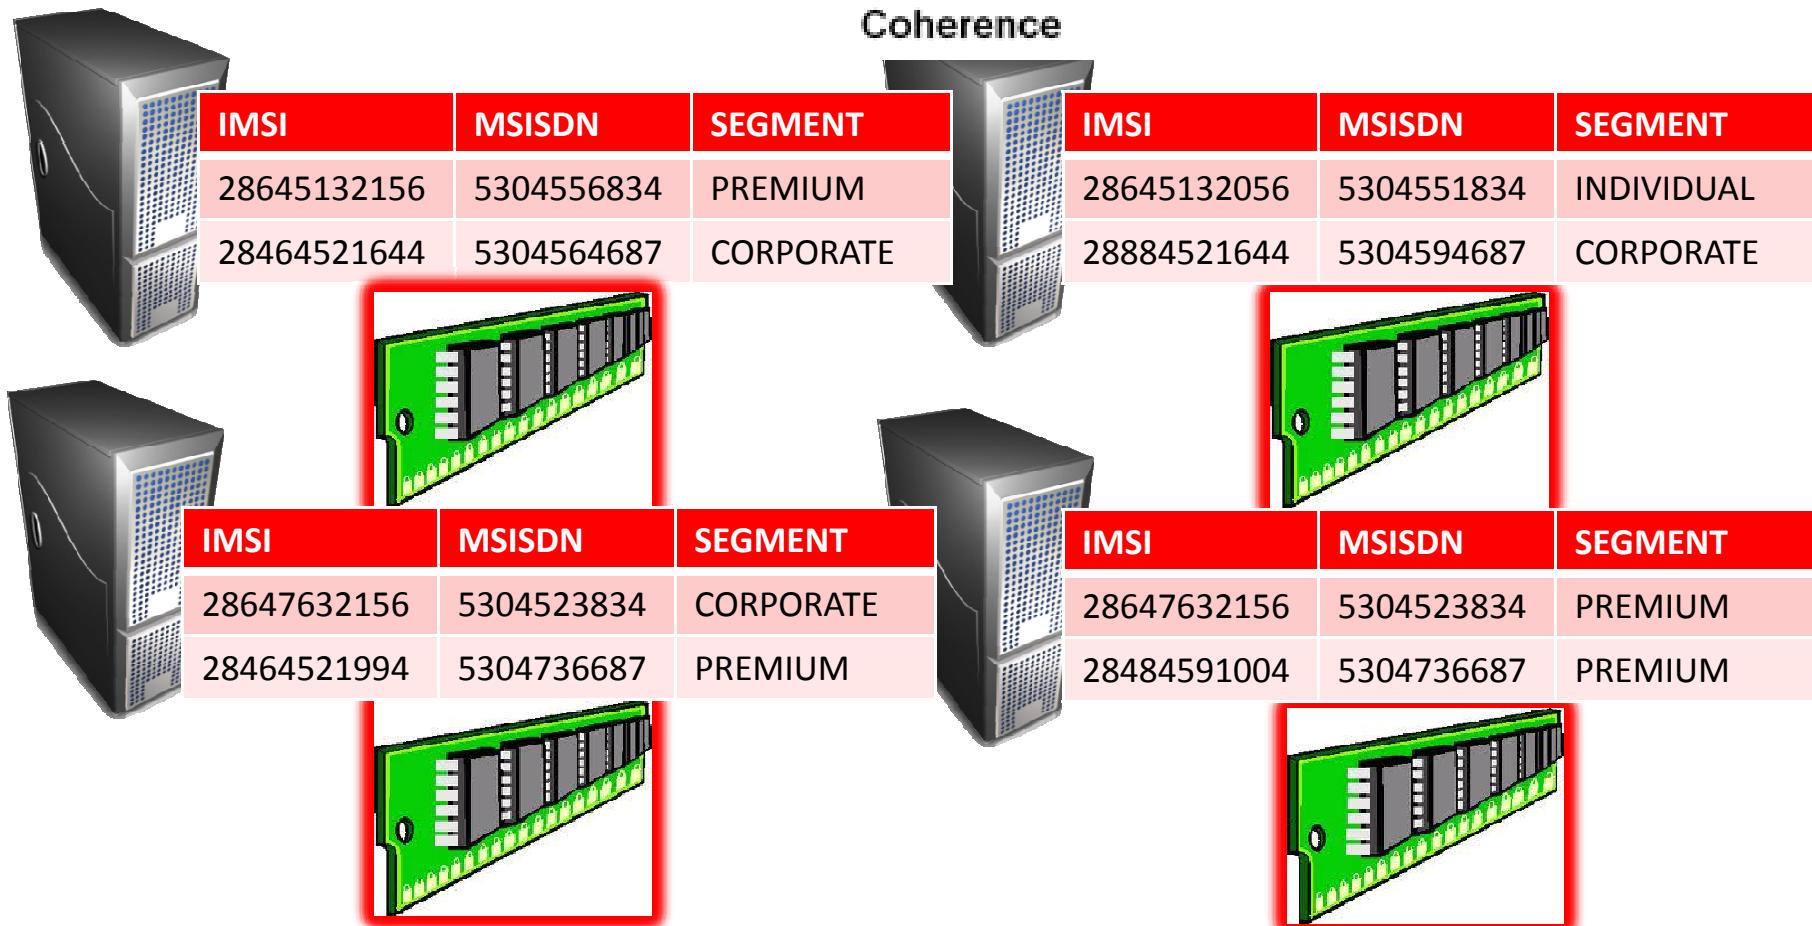 Coherence
IMSI MSISDN SEGMENT
28645132156 5304556834 PREMIUM
28464521644 5304564687 CORPORATE
IMSI MSISDN SEGMENT
28645132056 5304551834 INDIVIDUAL
28884521644 5304594687 CORPORATE
IMSI MSISDN SEGMENT
28647632156 5304523834 CORPORATE
28464521994 5304736687 PREMIUM
IMSI MSISDN SEGMENT
28647632156 5304523834 PREMIUM
28484591004 5304736687 PREMIUM